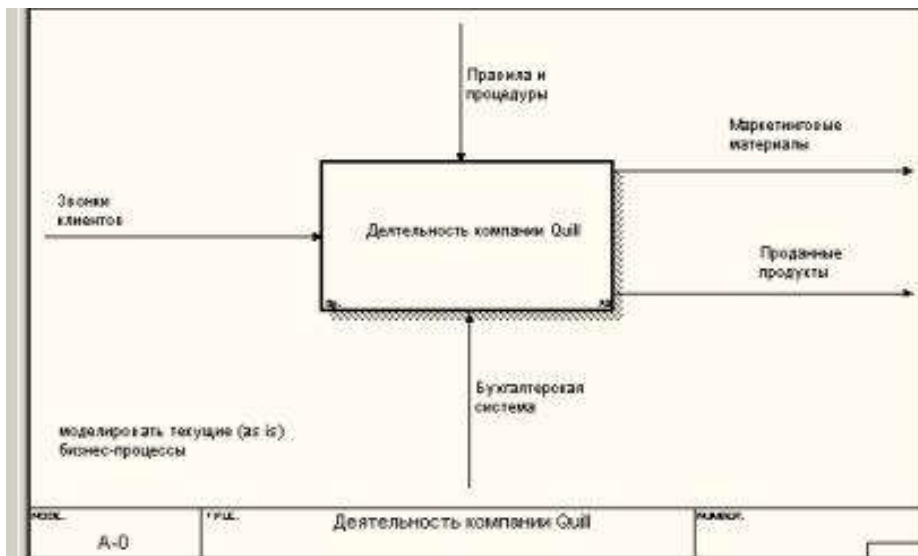 Правила и
процедуры
Маркетинговые
материалы
Звонки
клиентов
Деятельность компании Quill
Проданные
продукты
Бухгалтерская
система
моделировать текущие (as is)
бизнес-процессы
NODE:
TITLE:
Деятельность компании Quill
NUMBER:
A-0